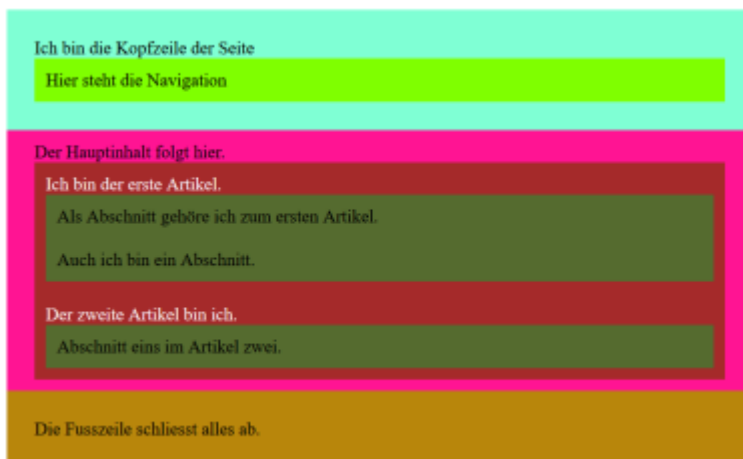 Ich bin die Kopfzeile der Seite
Hier steht die Navigation
Der Hauptinhalt folgt hier.
Ich bin der erste Artikel.
Als Abschnitt gehöre ich zum ersten Artikel.
Auch ich bin ein Abschnitt.
Der zweite Artikel bin ich.
Abschnitt eins im Artikel zwei.
Die Fusszeile schliesst alles ab.